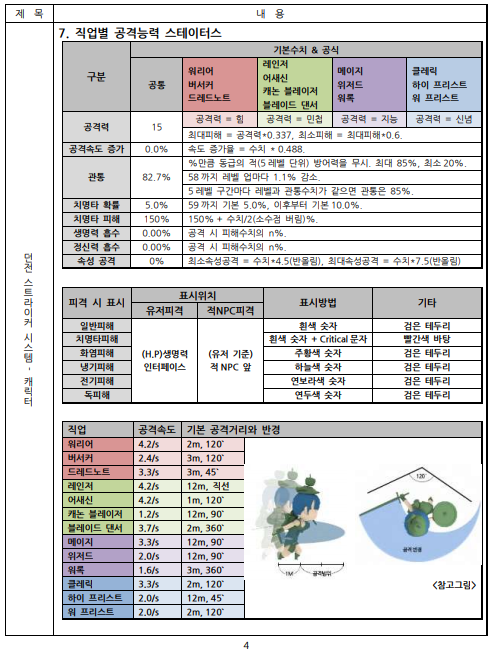 제 목 내 용
던전 스트라이커 시스템 - 캐릭터
7. 직업별 공격능력 스테이터스
구분 기본수치 & 공식
공통 워리어 버서커 드레드노트 레인저 어새신 캐논 블레이저 블레이드 댄서 메이지 위저드 워록 클레릭 하이 프리스트 워 프리스트
공격력 15 공격력 = 힘 공격력 = 민첩 공격력 = 지능 공격력 = 신념
최대피해 = 공격력*0.337, 최소피해 = 최대피해*0.6.
공격속도 증가 0.0% 속도 증가율 = 수치 * 0.488.
관통 82.7% %만큼 동급의 적(5 레벨 단위) 방어력을 무시. 최대 85%, 최소 20%.
58 까지 레벨 업마다 1.1% 감소.
5 레벨 구간마다 레벨과 관통수치가 같으면 관통은 85%.
치명타 확률 5.0% 59 까지 기본 5.0%, 이후부터 기본 10.0%.
치명타 피해 150% 150% + 수치/2(소수점 버림)%.
생명력 흡수 0.00% 공격 시 피해수치의 n%.
정신력 흡수 0.00% 공격 시 피해수치의 n%.
속성 공격 0% 최소속성공격 = 수치*4.5(반올림), 최대속성공격 = 수치*7.5(반올림)
피격 시 표시 표시위치 표시방법 기타
유저피격 적NPC피격
일반피해 (H,P)생명력 인터페이스 (유저 기준) 적 NPC 앞 흰색 숫자 검은 테두리
치명타피해 흰색 숫자 + Critical 문자 빨간색 바탕
화염피해 주황색 숫자 검은 테두리
냉기피해 하늘색 숫자 검은 테두리
전기피해 연보라색 숫자 검은 테두리
독피해 연두색 숫자 검은 테두리
직업 공격속도 기본 공격거리와 반경
워리어 4.2/s 2m, 120˚
버서커 2.4/s 3m, 120˚
드레드노트 3.3/s 3m, 45˚
레인저 4.2/s 12m, 직선
어새신 4.2/s 1m, 120˚
캐논 블레이저 1.2/s 12m, 90˚
블레이드 댄서 3.7/s 2m, 360˚
메이지 3.3/s 12m, 90˚
위저드 2.0/s 12m, 90˚
워록 1.6/s 3m, 360˚
클레릭 3.3/s 2m, 120˚
하이 프리스트 2.0/s 12m, 45˚
워 프리스트 2.0/s 2m, 120˚
1M 공격범위
120˚
공격반경
<참고그림>
4